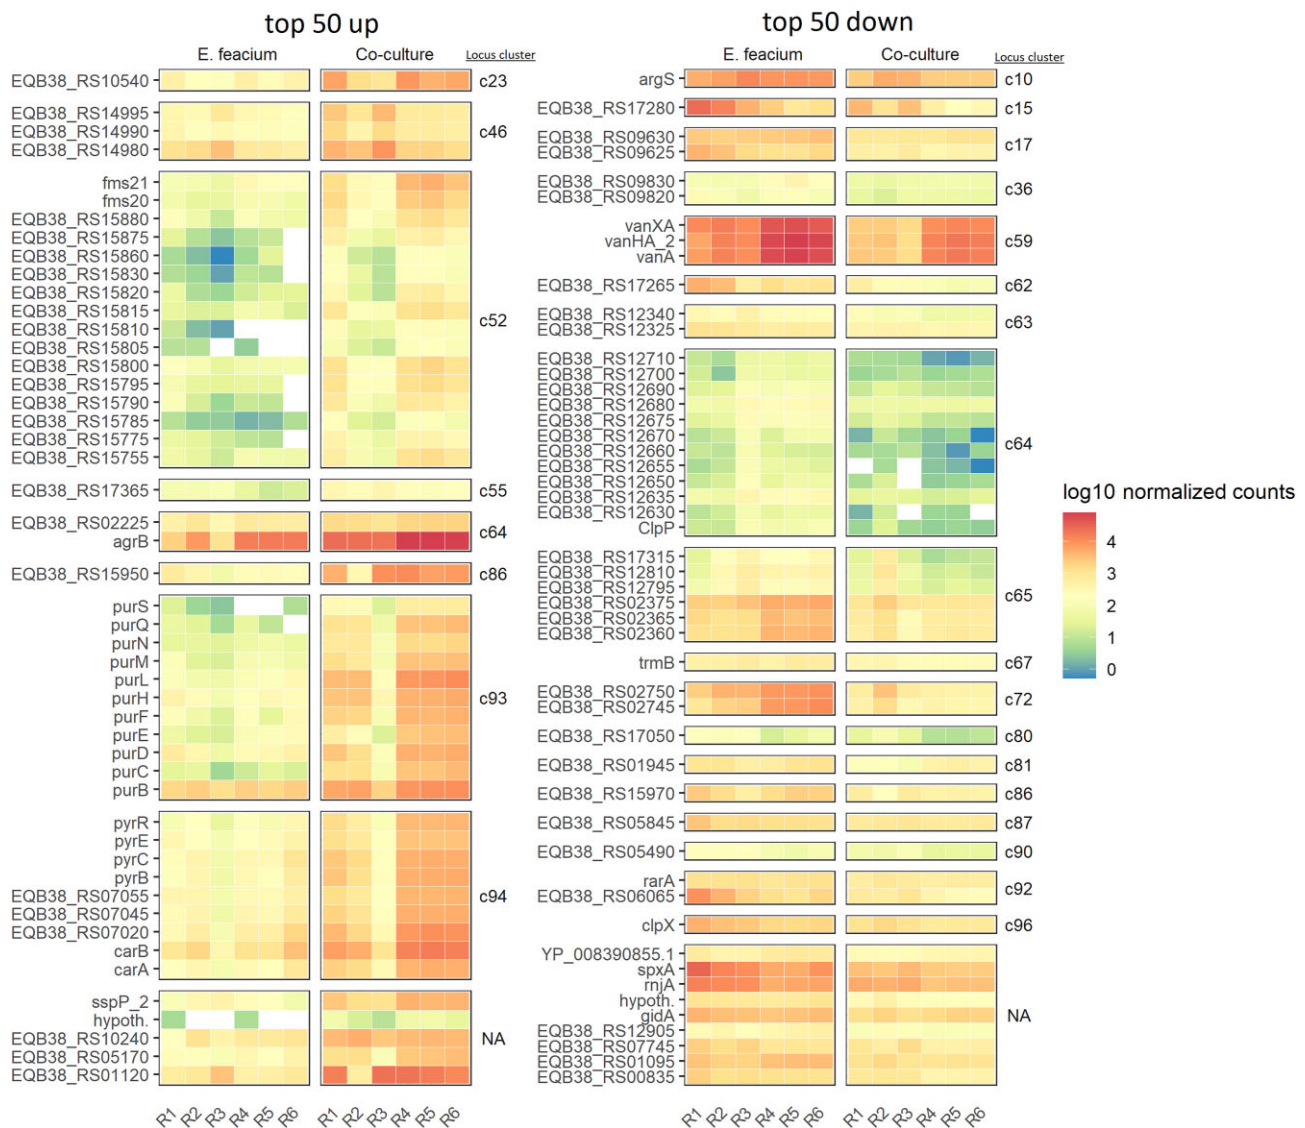 top 50 up
E. feacium
Co-culture
Locus cluster
EQB38_RS10540
c23
EQB38_RS14995
EQB38_RS14990
EQB38_RS14980
c46
fms21
fms20
EQB38_RS15880
EQB38_RS15875
EQB38_RS15860
EQB38_RS15830
EQB38_RS15820
EQB38_RS15815
EQB38_RS15810
EQB38_RS15805
EQB38_RS15800
EQB38_RS15795
EQB38_RS15790
EQB38_RS15785
EQB38_RS15775
EQB38_RS15755
c52
EQB38_RS17365
c55
EQB38_RS02225
agrB
c64
EQB38_RS15950
c86
purS
purQ
purN
purM
purL
purH
purF
purE
purD
purC
purB
c93
pyrR
pyrE
pyrC
pyrB
EQB38_RS07055
EQB38_RS07045
EQB38_RS07020
carB
carA
c94
sspP_2
hypoth.
EQB38_RS10240
EQB38_RS05170
EQB38_RS01120
NA
R1 R2 R3 R4 R5 R6
R1 R2 R3 R4 R5 R6
top 50 down
E. feacium
Co-culture
Locus cluster
argS
c10
EQB38_RS17280
c15
EQB38_RS09630
EQB38_RS09625
c17
EQB38_RS09830
EQB38_RS09820
c36
vanXA
vanHA_2
vanA
c59
EQB38_RS17265
c62
EQB38_RS12340
EQB38_RS12325
c63
EQB38_RS12710
EQB38_RS12700
EQB38_RS12690
EQB38_RS12680
EQB38_RS12675
EQB38_RS12670
EQB38_RS12660
EQB38_RS12655
EQB38_RS12650
EQB38_RS12635
EQB38_RS12630
ClpP
c64
EQB38_RS17315
EQB38_RS12810
EQB38_RS12795
EQB38_RS02375
EQB38_RS02365
EQB38_RS02360
c65
trmB
c67
EQB38_RS02750
EQB38_RS02745
c72
EQB38_RS17050
c80
EQB38_RS01945
c81
EQB38_RS15970
c86
EQB38_RS05845
c87
EQB38_RS05490
c90
rarA
EQB38_RS06065
c92
clpX
c96
YP_008390855.1
spxA
rnjA
hypoth.
gidA
EQB38_RS12905
EQB38_RS07745
EQB38_RS01095
EQB38_RS00835
NA
R1 R2 R3 R4 R5 R6
R1 R2 R3 R4 R5 R6
log10 normalized counts
4
3
2
1
0